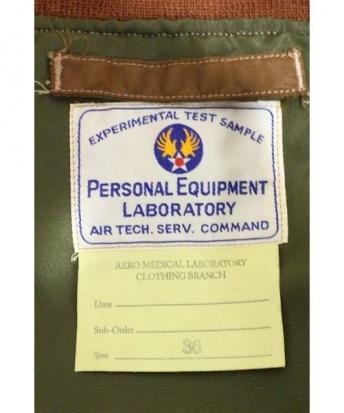 EXPERIMENTAL TEST SAMPLE
PERSONAL EQUIPMENT
LABORATORY
AIR TECH. SERV. COMMAND
AERO MEDICAL LABORATORY
CLOTHING BRANCH
Date
Sub-Order
Size 36